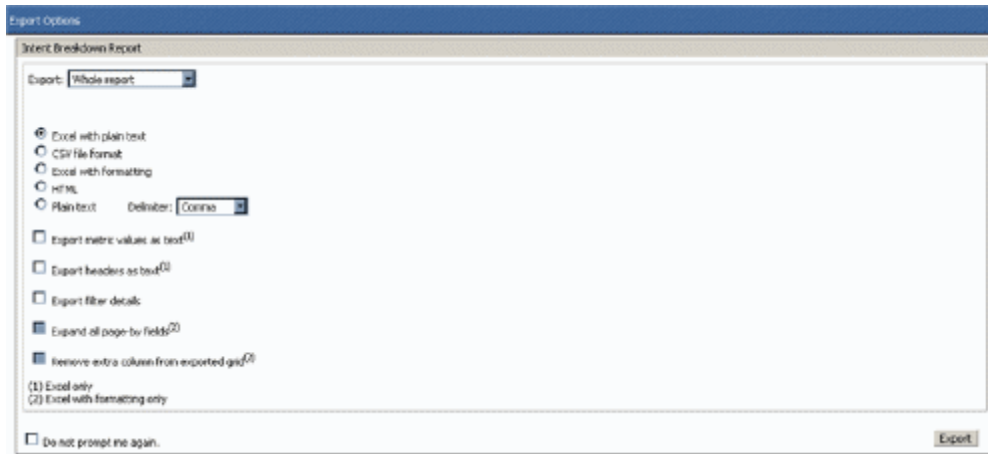 Export Options
Intent Breakdown Report
Export: Whole report
Excel with plain text
CSV file format
Excel with formatting
HTML
Plain text Delimiter: Comma
Export metric values as text(1)
Export headers as text(1)
Export filter details
Expand all page-by fields(2)
Remove extra column from exported grid(2)
(1) Excel only
(2) Excel with formatting only
Do not prompt me again.
Export